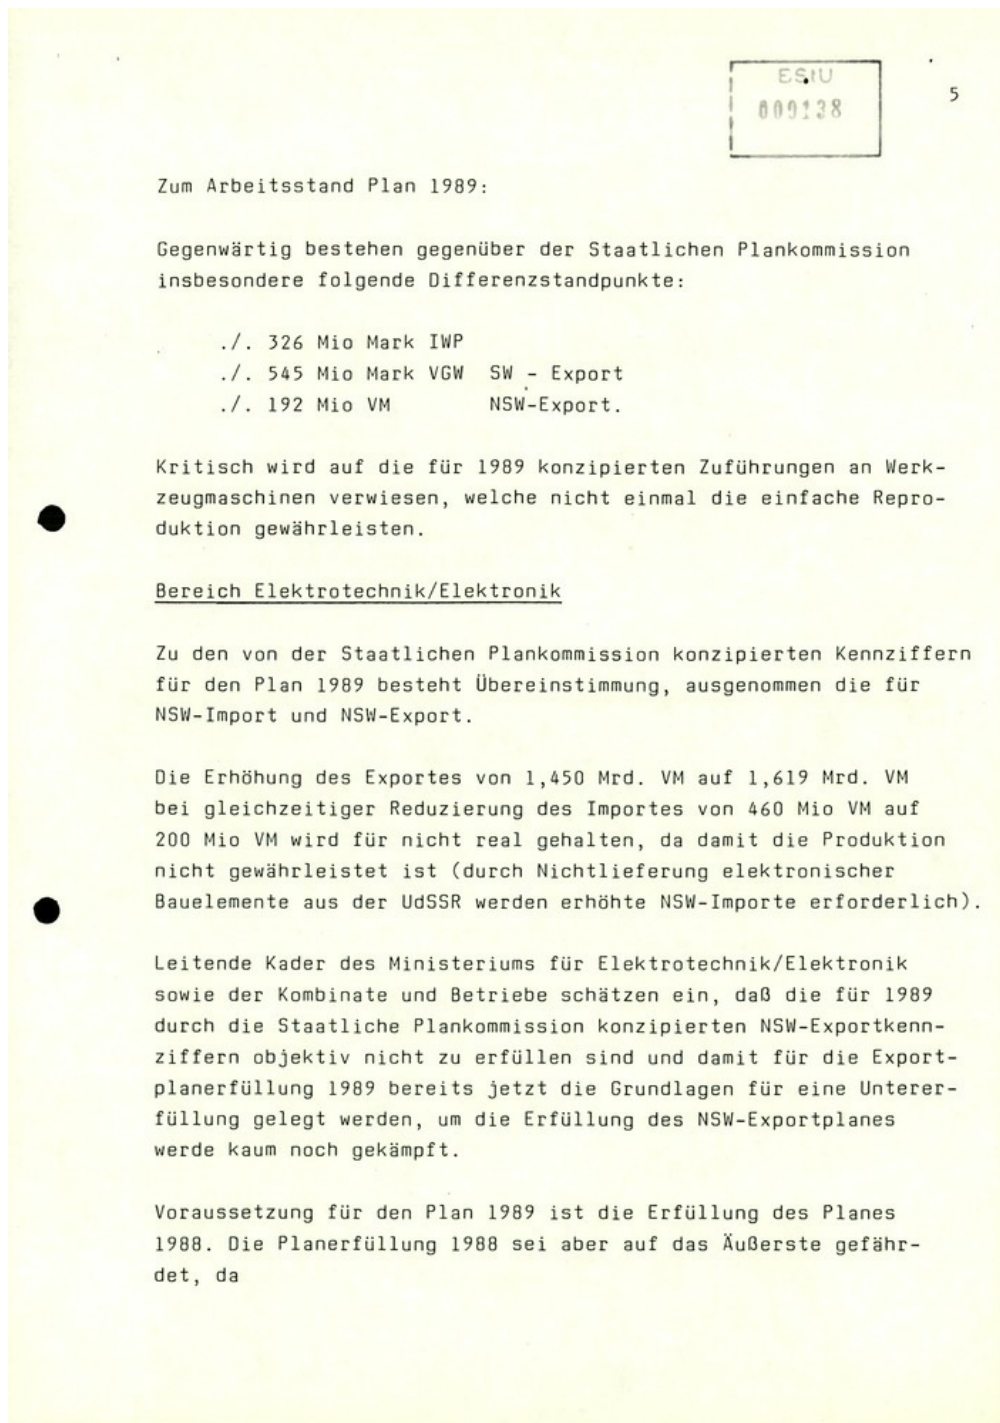 BStU
000138
5
Zum Arbeitsstand Plan 1989:
Gegenwärtig bestehen gegenüber der Staatlichen Plankommission
insbesondere folgende Differenzstandpunkte:
./. 326 Mio Mark IWP
./. 545 Mio Mark VGW SW - Export
./. 192 Mio VM NSW-Export.
Kritisch wird auf die für 1989 konzipierten Zuführungen an Werk-
zeugmaschinen verwiesen, welche nicht einmal die einfache Repro-
duktion gewährleisten.
Bereich Elektrotechnik/Elektronik
Zu den von der Staatlichen Plankommission konzipierten Kennziffern
für den Plan 1989 besteht Übereinstimmung, ausgenommen die für
NSW-Import und NSW-Export.
Die Erhöhung des Exportes von 1,450 Mrd. VM auf 1,619 Mrd. VM
bei gleichzeitiger Reduzierung des Importes von 460 Mio VM auf
200 Mio VM wird für nicht real gehalten, da damit die Produktion
nicht gewährleistet ist (durch Nichtlieferung elektronischer
Bauelemente aus der UdSSR werden erhöhte NSW-Importe erforderlich).
Leitende Kader des Ministeriums für Elektrotechnik/Elektronik
sowie der Kombinate und Betriebe schätzen ein, daß die für 1989
durch die Staatliche Plankommission konzipierten NSW-Exportkenn-
ziffern objektiv nicht zu erfüllen sind und damit für die Export-
planerfüllung 1989 bereits jetzt die Grundlagen für eine Unterer-
füllung gelegt werden, um die Erfüllung des NSW-Exportplanes
werde kaum noch gekämpft.
Voraussetzung für den Plan 1989 ist die Erfüllung des Planes
1988. Die Planerfüllung 1988 sei aber auf das Äußerste gefähr-
det, da